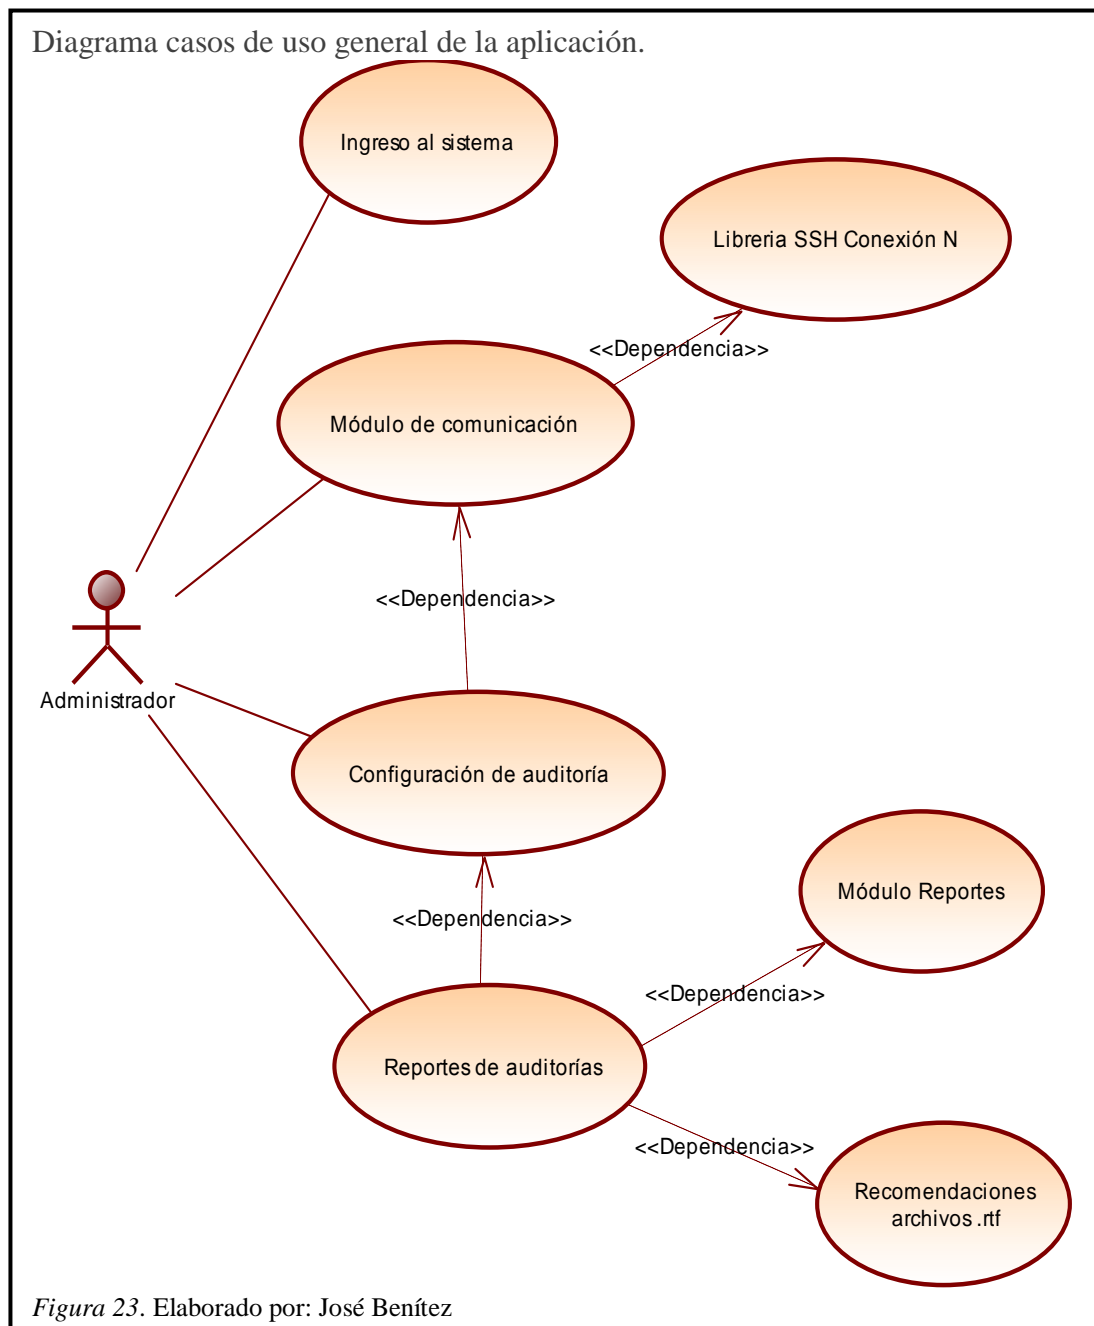 Diagrama casos de uso general de la aplicación.
Ingreso al sistema
Libreria SSH Conexión N
<<Dependencia>>
Módulo de comunicación
<<Dependencia>>
Administrador
Configuración de auditoría
Módulo Reportes
<<Dependencia>>
<<Dependencia>>
Reportes de auditorías
<<Dependencia>>
Recomendaciones
archivos .rtf
Figura 23. Elaborado por: José Benítez